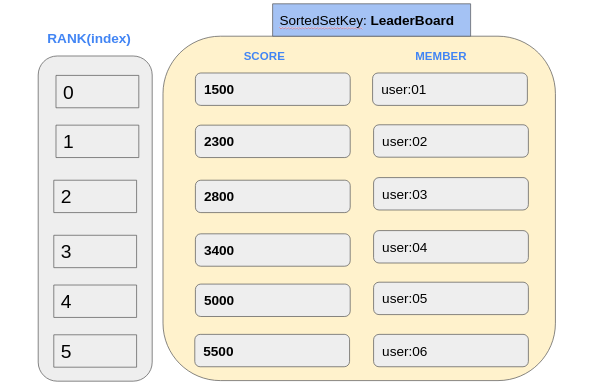 SortedSetKey: LeaderBoard
RANK(index)
SCORE MEMBER
0 1500 user:01
1 2300 user:02
2 2800 user:03
3 3400 user:04
4 5000 user:05
5 5500 user:06